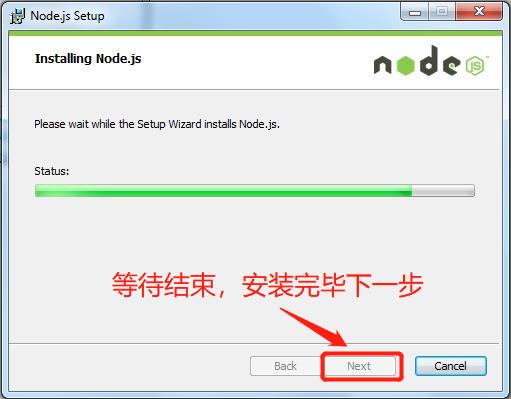 Node.js Setup
Installing Node.js
node
JS
Please wait while the Setup Wizard installs Node.js.
Status:
等待结束，安装完毕下一步
Back
Next
Cancel